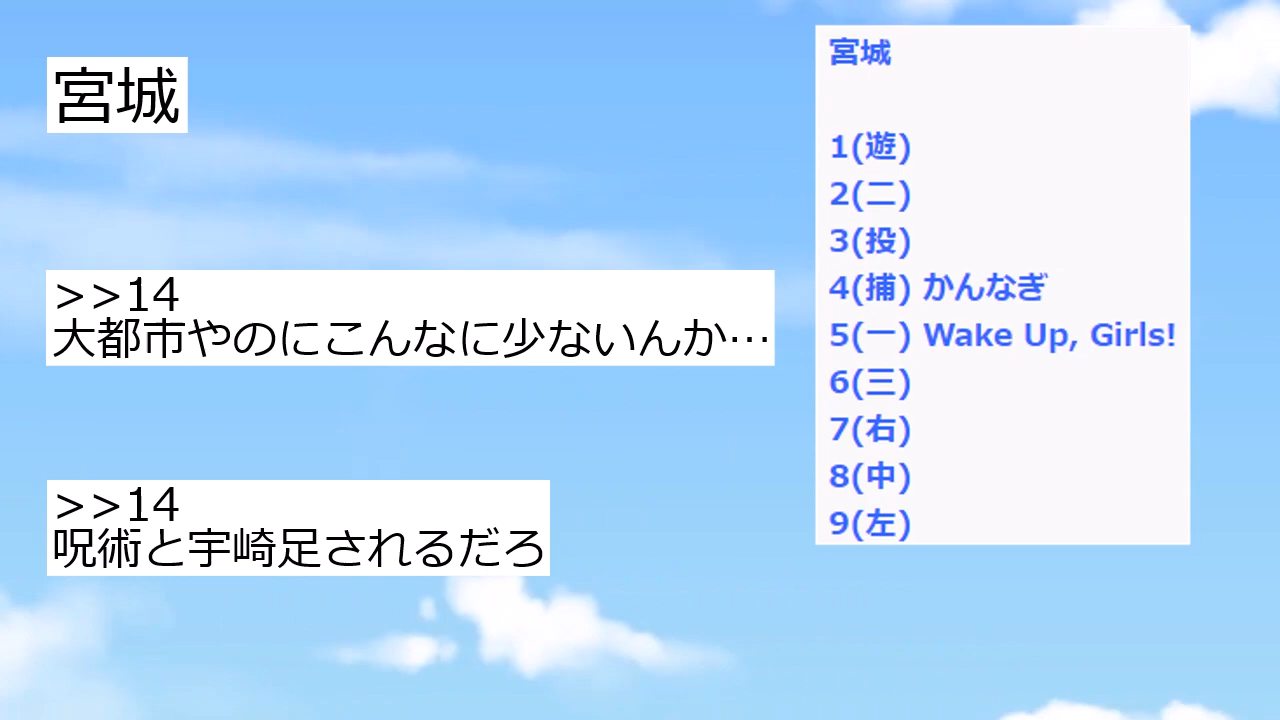 宮城
>>14
大都市やのにこんなに少ないんか…
>>14
呪術と宇崎足されるだろ
宮城
1(遊)
2(二)
3(投)
4(捕) かんなぎ
5(一) Wake Up, Girls!
6(三)
7(右)
8(中)
9(左)